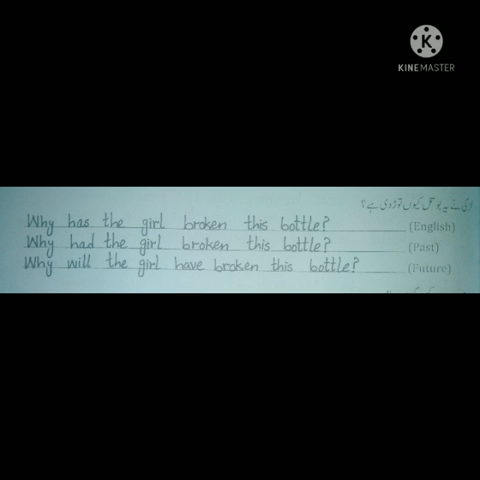 KINEMASTER
لڑکی نے یہ بوتل کیوں توڑ دی ہے؟
Why has the girl broken this bottle? (English)
Why had the girl broken this bottle? (Past)
Why will the girl have broken this bottle? (Future)